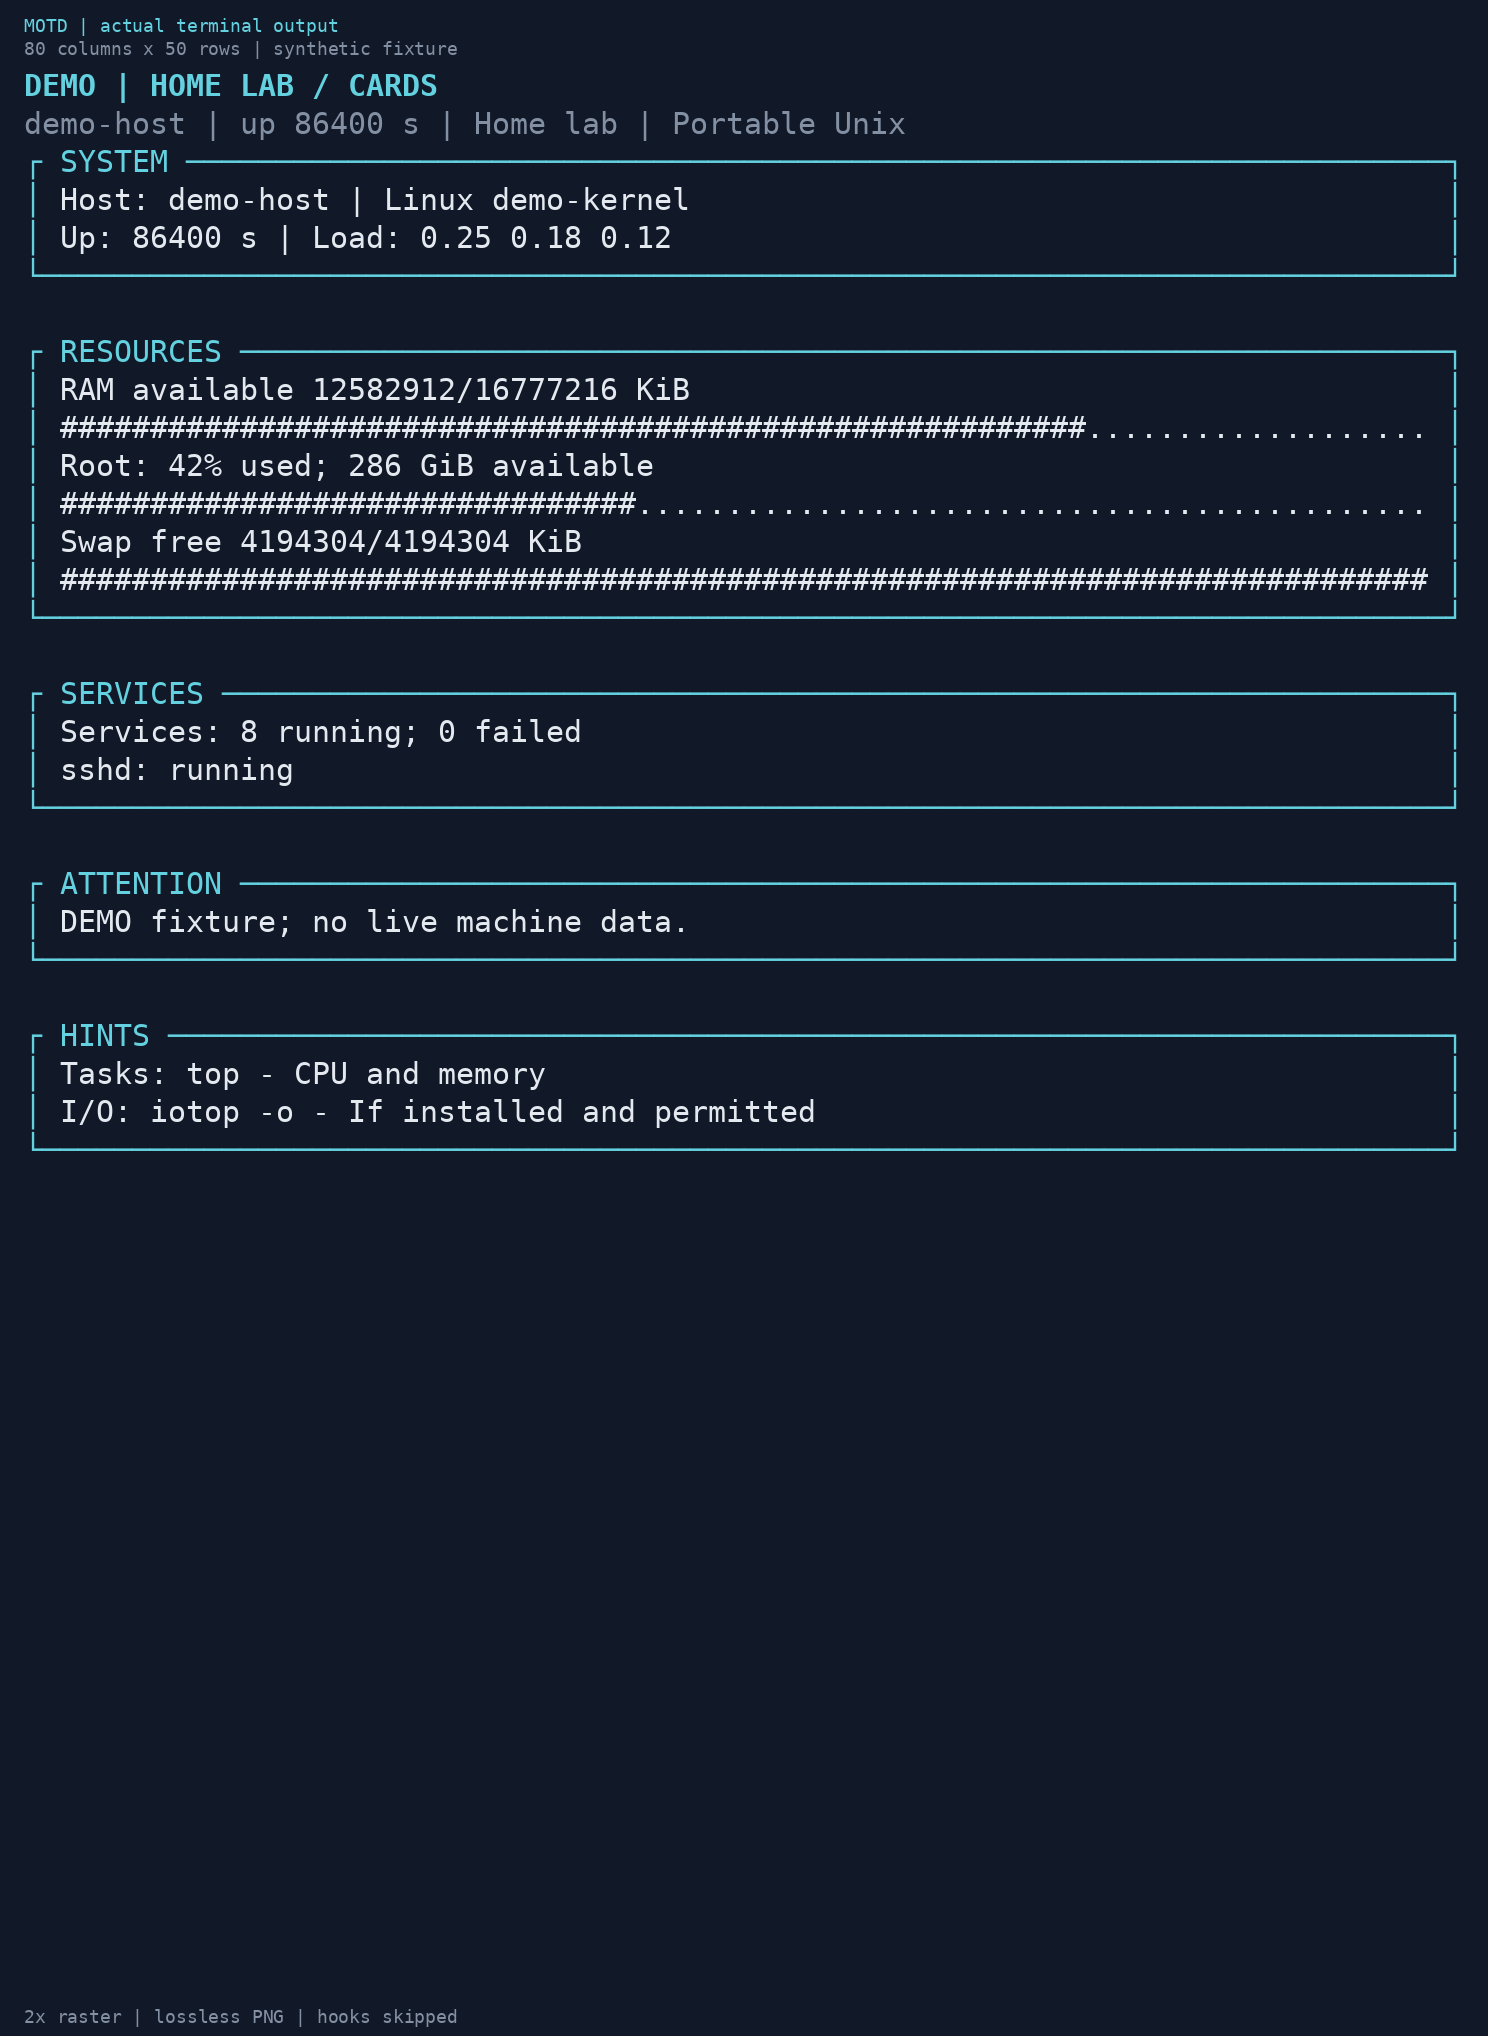 MOTD | actual terminal output
80 columns x 50 rows | synthetic fixture
DEMO | HOME LAB / CARDS
demo-host | up 86400 s | Home lab | Portable Unix
SYSTEM
Host: demo-host | Linux demo-kernel
Up: 86400 s | Load: 0.25 0.18 0.12
RESOURCES
RAM available 12582912/16777216 KiB
#########################################################...................
Root: 42% used; 286 GiB available
################################............................................
Swap free 4194304/4194304 KiB
############################################################################
SERVICES
Services: 8 running; 0 failed
sshd: running
ATTENTION
DEMO fixture; no live machine data.
HINTS
Tasks: top - CPU and memory
I/O: iotop -o - If installed and permitted
2x raster | lossless PNG | hooks skipped